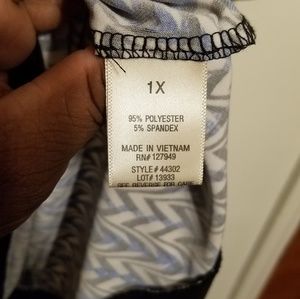 1X
95% POLYESTER
5% SPANDEX
MADE IN VIETNAM
RN# 127949
STYLE# 44302
LOT# 13933
SEE REVERSE FOR CARE